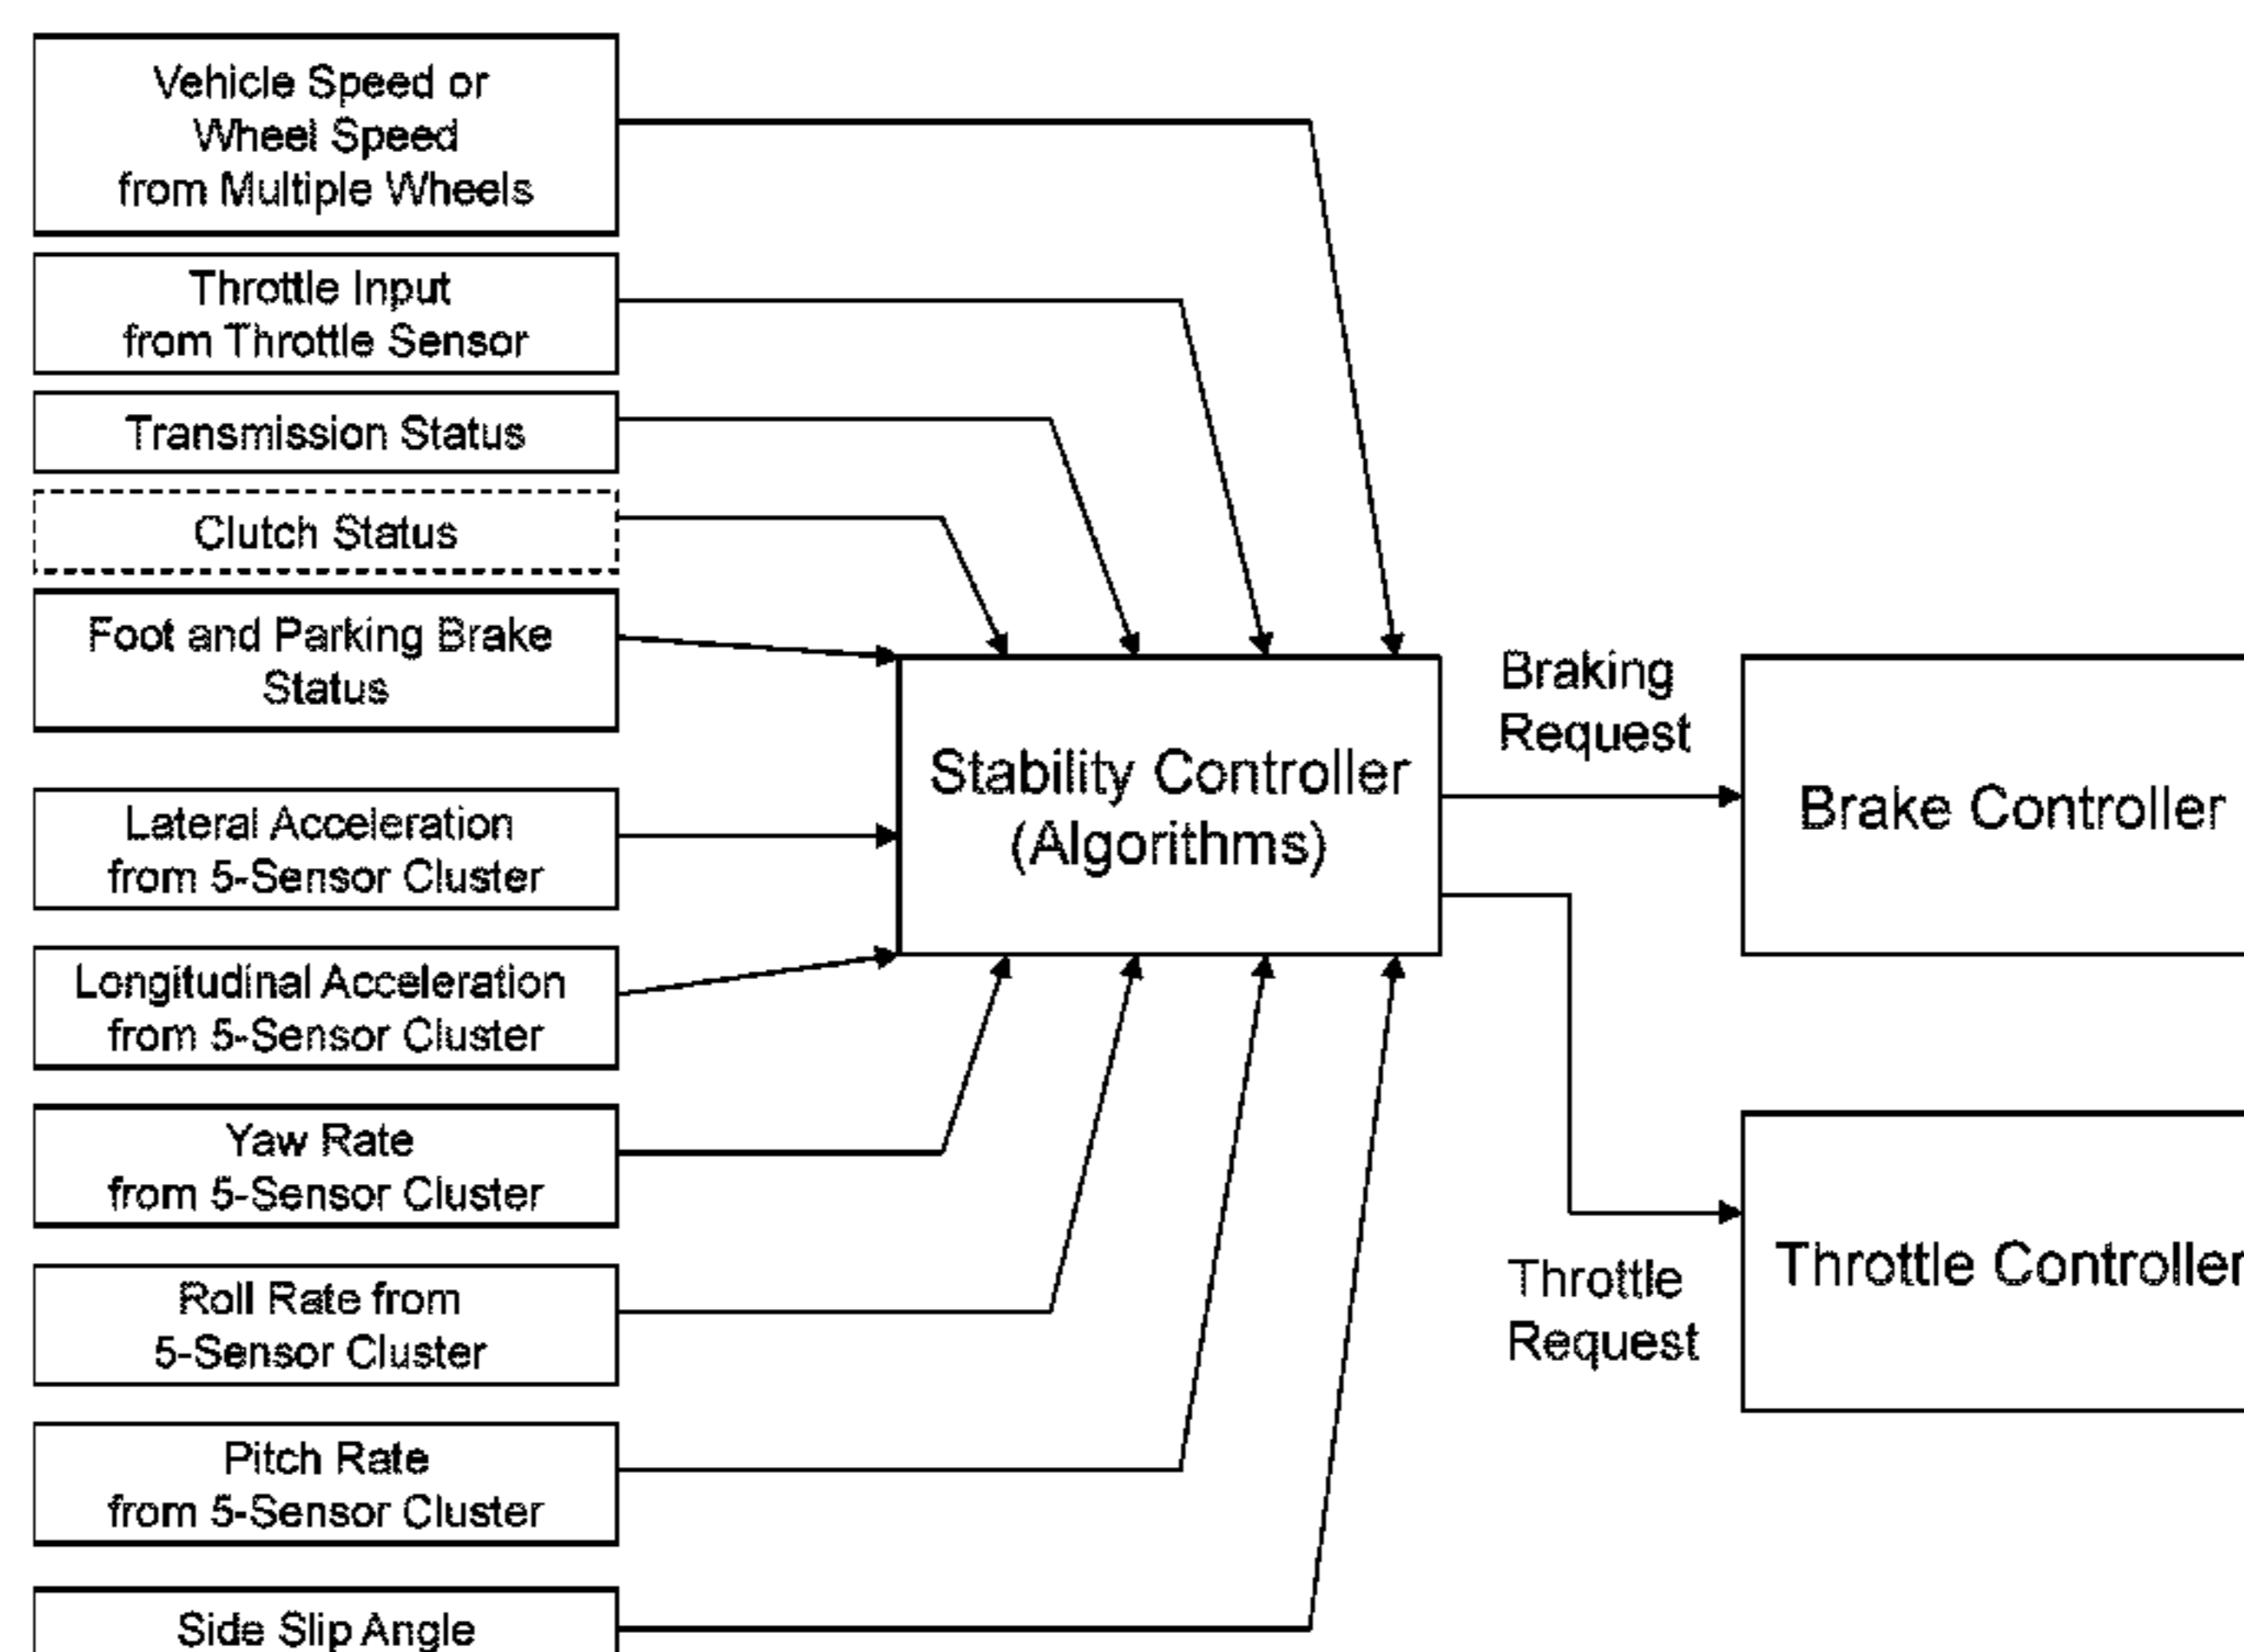 Vehicle Speed or
Wheel Speed
from Multiple Wheels
Throttle Input
from Throttle Sensor
Transmission Status
Clutch Status
Foot and Parking Brake
Status
Lateral Acceleration
from 5-Sensor Cluster
Longitudinal Acceleration
from 5-Sensor Cluster
Yaw Rate
from 5-Sensor Cluster
Roll Rate from
5-Sensor Cluster
Pitch Rate
from 5-Sensor Cluster
Side Slip Angle
Stability Controller
(Algorithms)
Braking
Request
Brake Controller
Throttle
Request
Throttle Controller